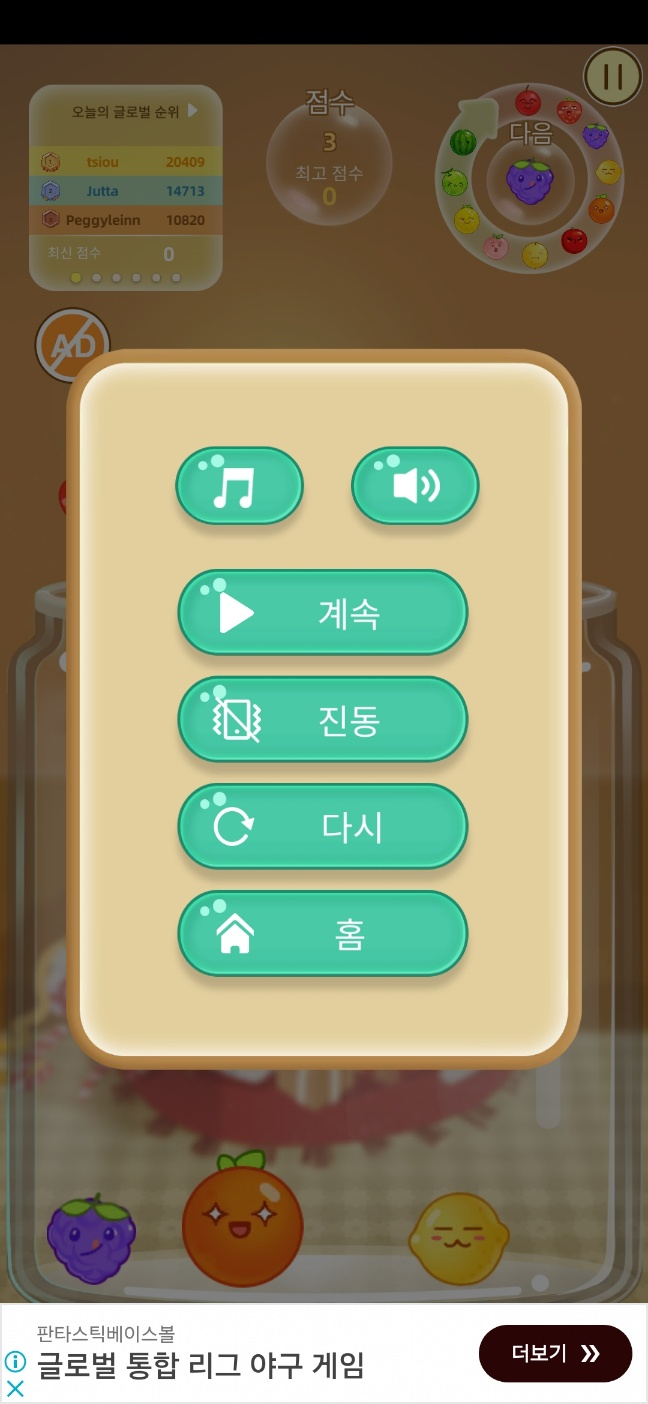 오늘의 글로벌 순위
tsiou 20409
Jutta 14713
Peggyleinn 10820
최신 점수 0
점수
3
최고 점수
0
다음
AD
계속
진동
다시
홈
판타스틱베이스볼
글로벌 통합 리그 야구 게임
더보기